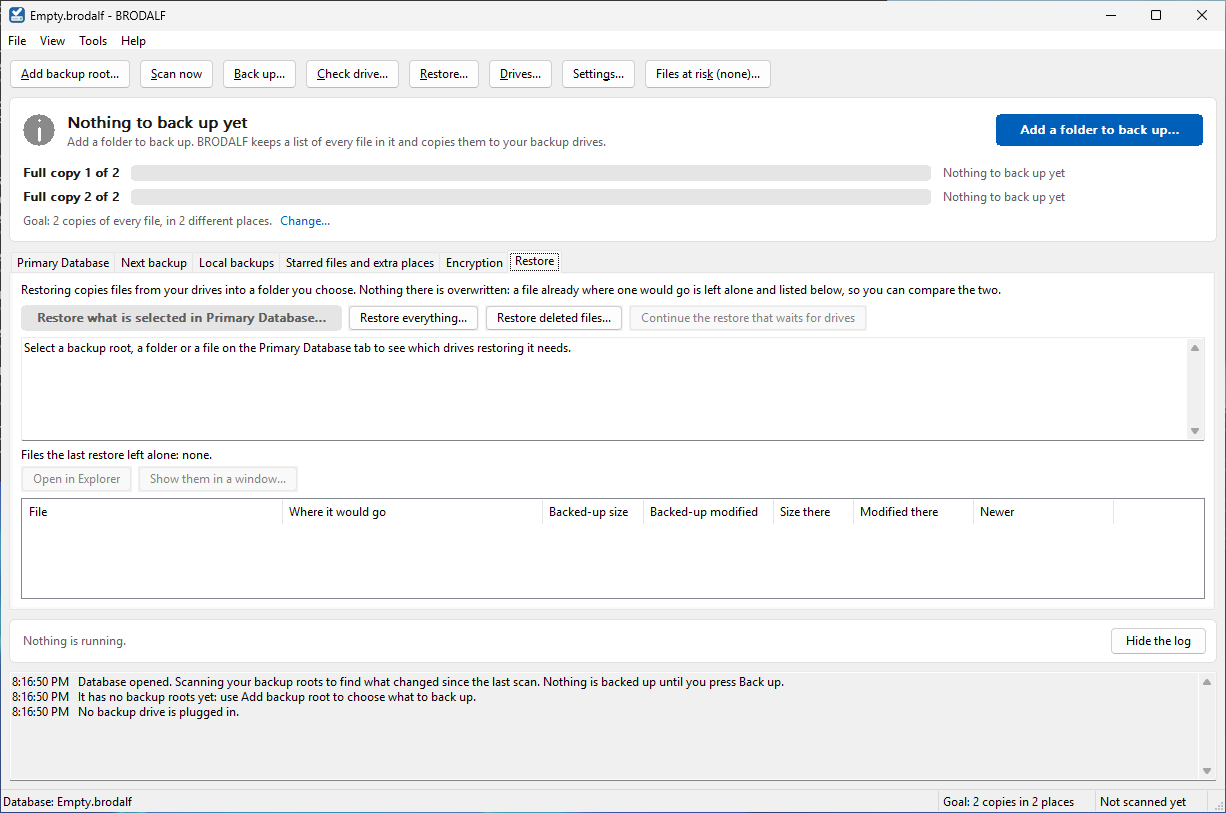 Empty.brodalf - BRODALF
File View Tools Help
Add backup root... Scan now Back up... Check drive... Restore... Drives... Settings... Files at risk (none)...
Nothing to back up yet
Add a folder to back up. BRODALF keeps a list of every file in it and copies them to your backup drives.
Add a folder to back up...
Full copy 1 of 2 Nothing to back up yet
Full copy 2 of 2 Nothing to back up yet
Goal: 2 copies of every file, in 2 different places. Change...
Primary Database Next backup Local backups Starred files and extra places Encryption Restore
Restoring copies files from your drives into a folder you choose. Nothing there is overwritten: a file already where one would go is left alone and listed below, so you can compare the two.
Restore what is selected in Primary Database... Restore everything... Restore deleted files... Continue the restore that waits for drives
Select a backup root, a folder or a file on the Primary Database tab to see which drives restoring it needs.
Files the last restore left alone: none.
Open in Explorer Show them in a window...
File Where it would go Backed-up size Backed-up modified Size there Modified there Newer
Nothing is running. Hide the log
8:16:50 PM Database opened. Scanning your backup roots to find what changed since the last scan. Nothing is backed up until you press Back up.
8:16:50 PM It has no backup roots yet: use Add backup root to choose what to back up.
8:16:50 PM No backup drive is plugged in.
Database: Empty.brodalf Goal: 2 copies in 2 places Not scanned yet